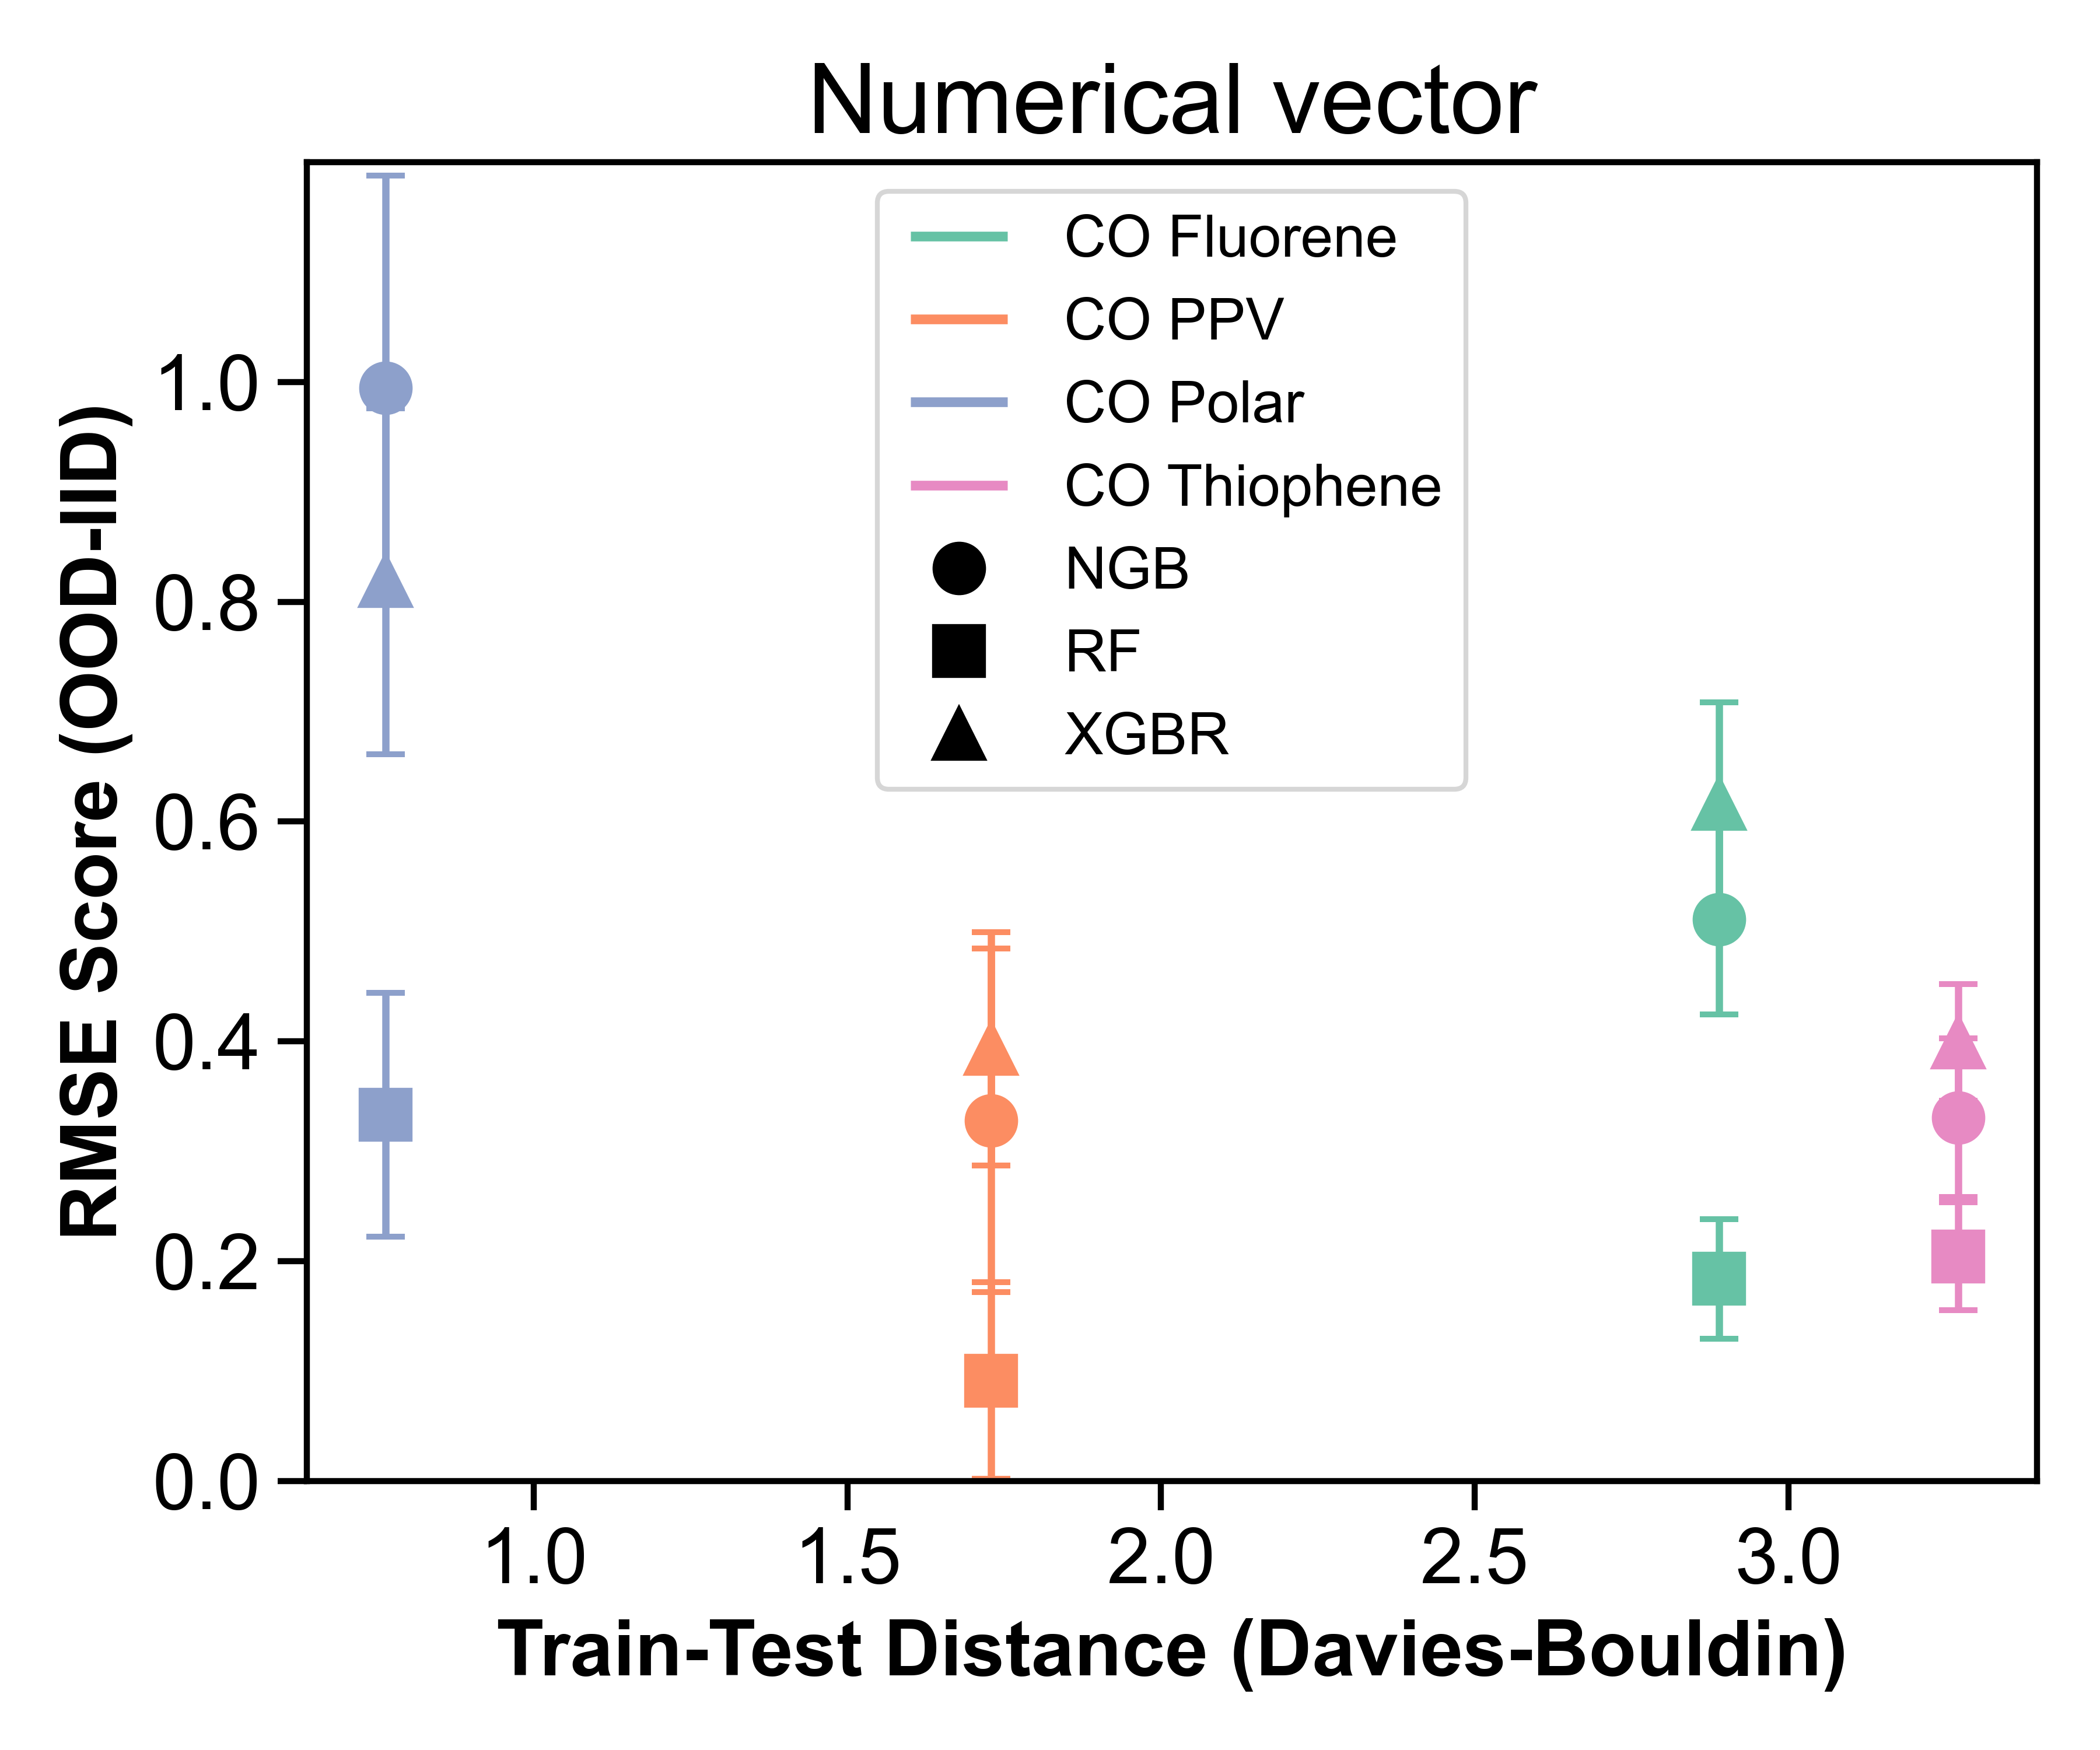 Numerical vector
RMSE Score (OOD-IID)
1.0
0.8
0.6
0.4
0.2
0.0
CO Fluorene
CO PPV
CO Polar
CO Thiophene
NGB
RF
XGBR
1.0 1.5 2.0 2.5 3.0
Train-Test Distance (Davies-Bouldin)